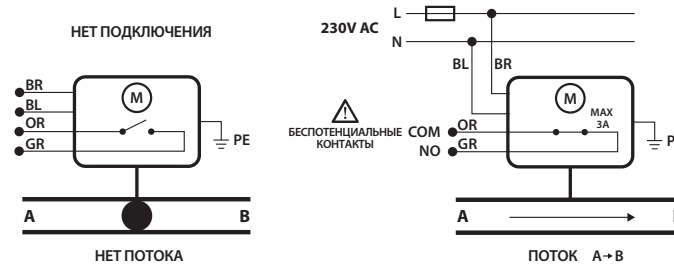 НЕТ ПОДКЛЮЧЕНИЯ
BR
BL
OR
GR
M
PE
A
B
НЕТ ПОТОКА
230V AC
L
N
BL
BR
M
MAX
3A
БЕСПОТЕНЦИАЛЬНЫЕ
КОНТАКТЫ
COM
OR
NO
GR
P
A
ПОТОК A→B